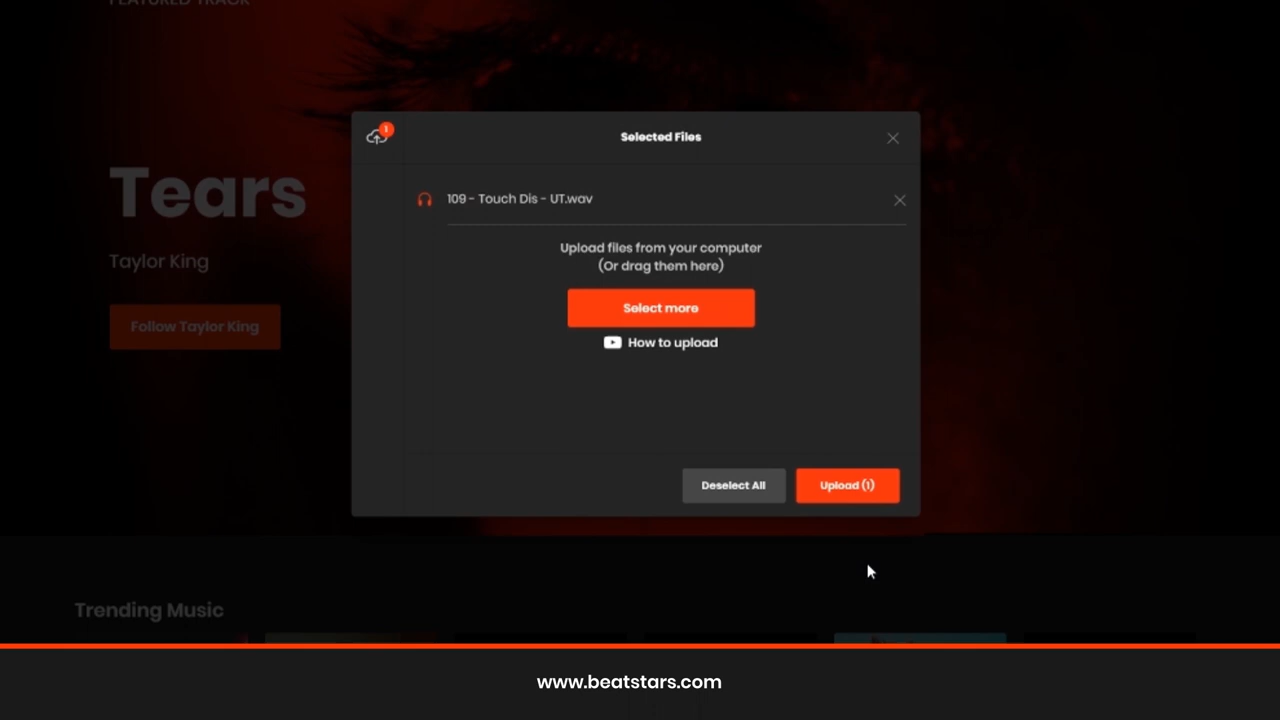 FEATURED TRACK
1
Selected Files
109 - Touch Dis - UT.wav
Tears
Taylor King
Follow Taylor King
Upload files from your computer
(Or drag them here)
Select more
How to upload
Deselect All
Upload (1)
Trending Music
www.beatstars.com